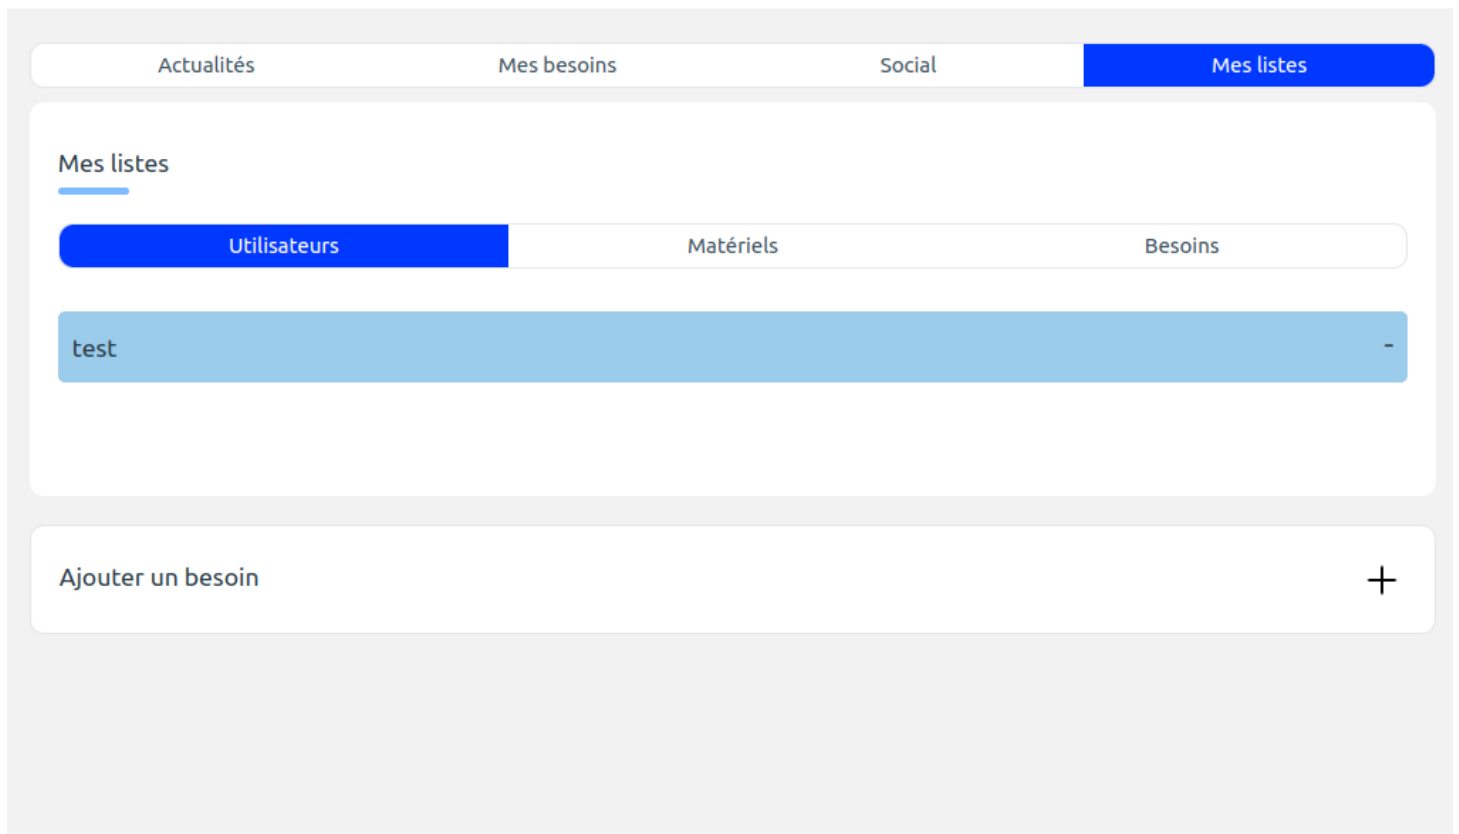 Actualités Mes besoins Social Mes listes
Mes listes
Utilisateurs Matériels Besoins
test -
Ajouter un besoin +